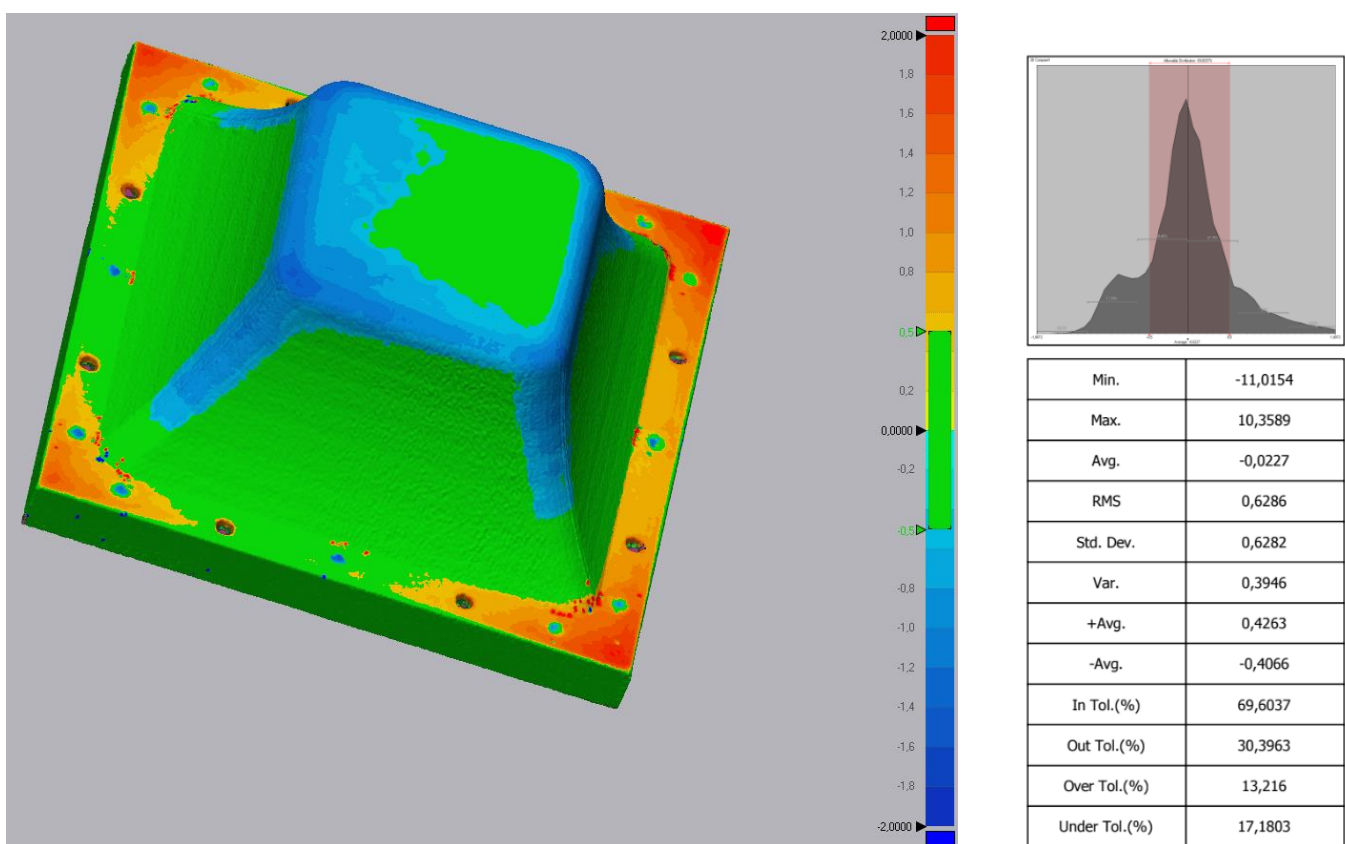 2,0000
1,8
1,6
1,4
1,2
1,0
0,8
0,5
0,2
0,0000
-0,2
-0,5
-0,8
-1,0
-1,2
-1,4
-1,6
-1,8
-2,0000
Min. -11,0154
Max. 10,3589
Avg. -0,0227
RMS 0,6286
Std. Dev. 0,6282
Var. 0,3946
+Avg. 0,4263
-Avg. -0,4066
In Tol.(%) 69,6037
Out Tol.(%) 30,3963
Over Tol.(%) 13,216
Under Tol.(%) 17,1803